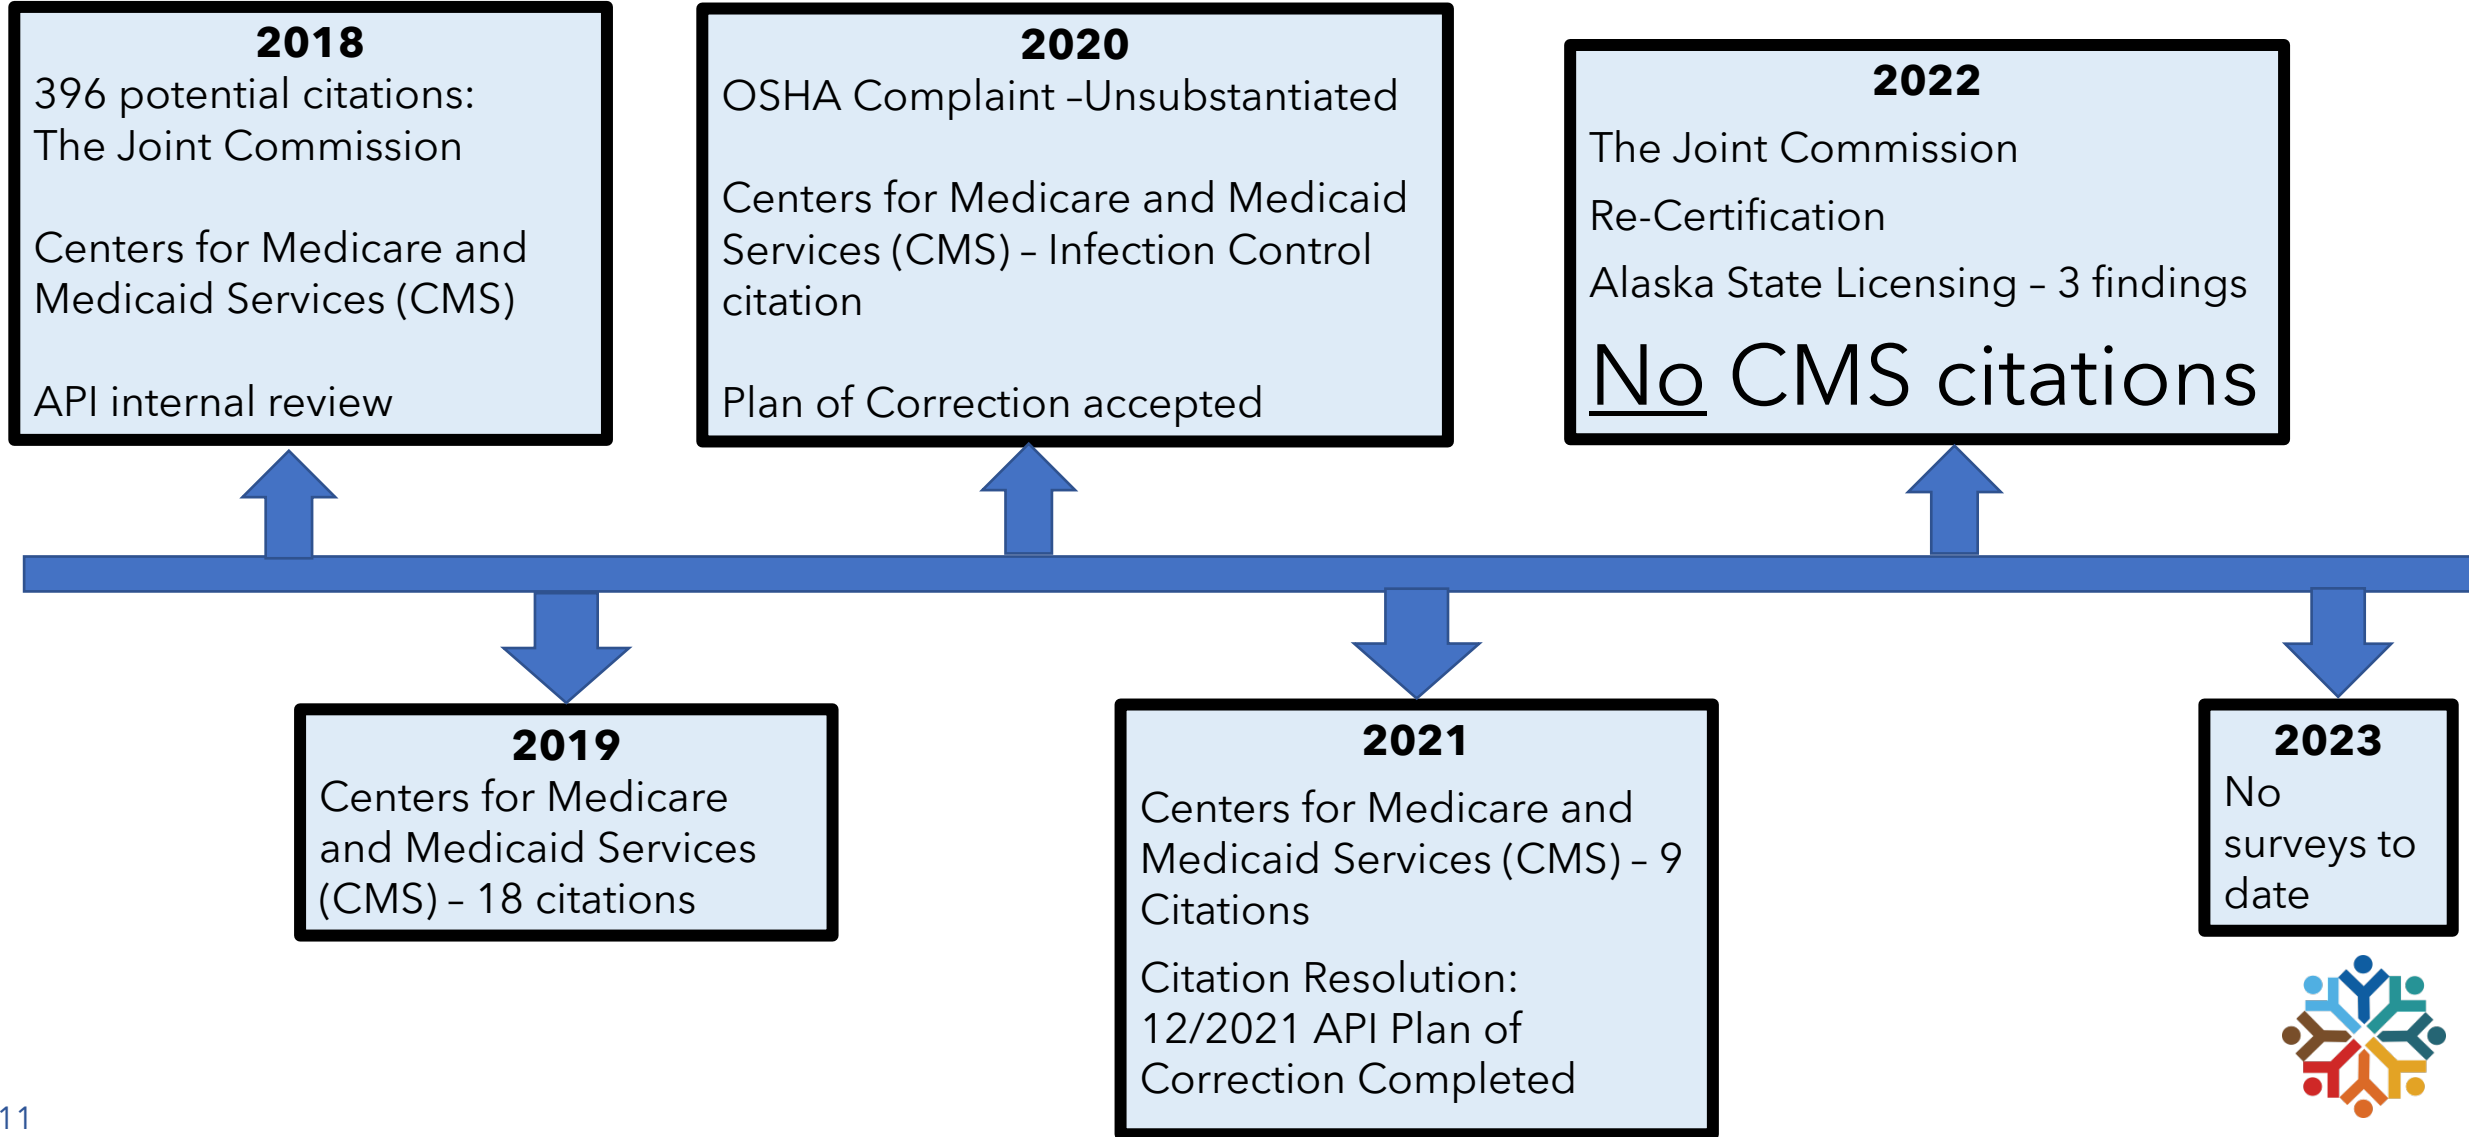 2018
396 potential citations:
The Joint Commission
Centers for Medicare and
Medicaid Services (CMS)
API internal review
2019
Centers for Medicare
and Medicaid Services
(CMS) – 18 citations
2020
OSHA Complaint –Unsubstantiated
Centers for Medicare and Medicaid
Services (CMS) – Infection Control
citation
Plan of Correction accepted
2021
Centers for Medicare and
Medicaid Services (CMS) – 9
Citations
Citation Resolution:
12/2021 API Plan of
Correction Completed
2022
The Joint Commission
Re-Certification
Alaska State Licensing – 3 findings
No CMS citations
2023
No
surveys to
date
11